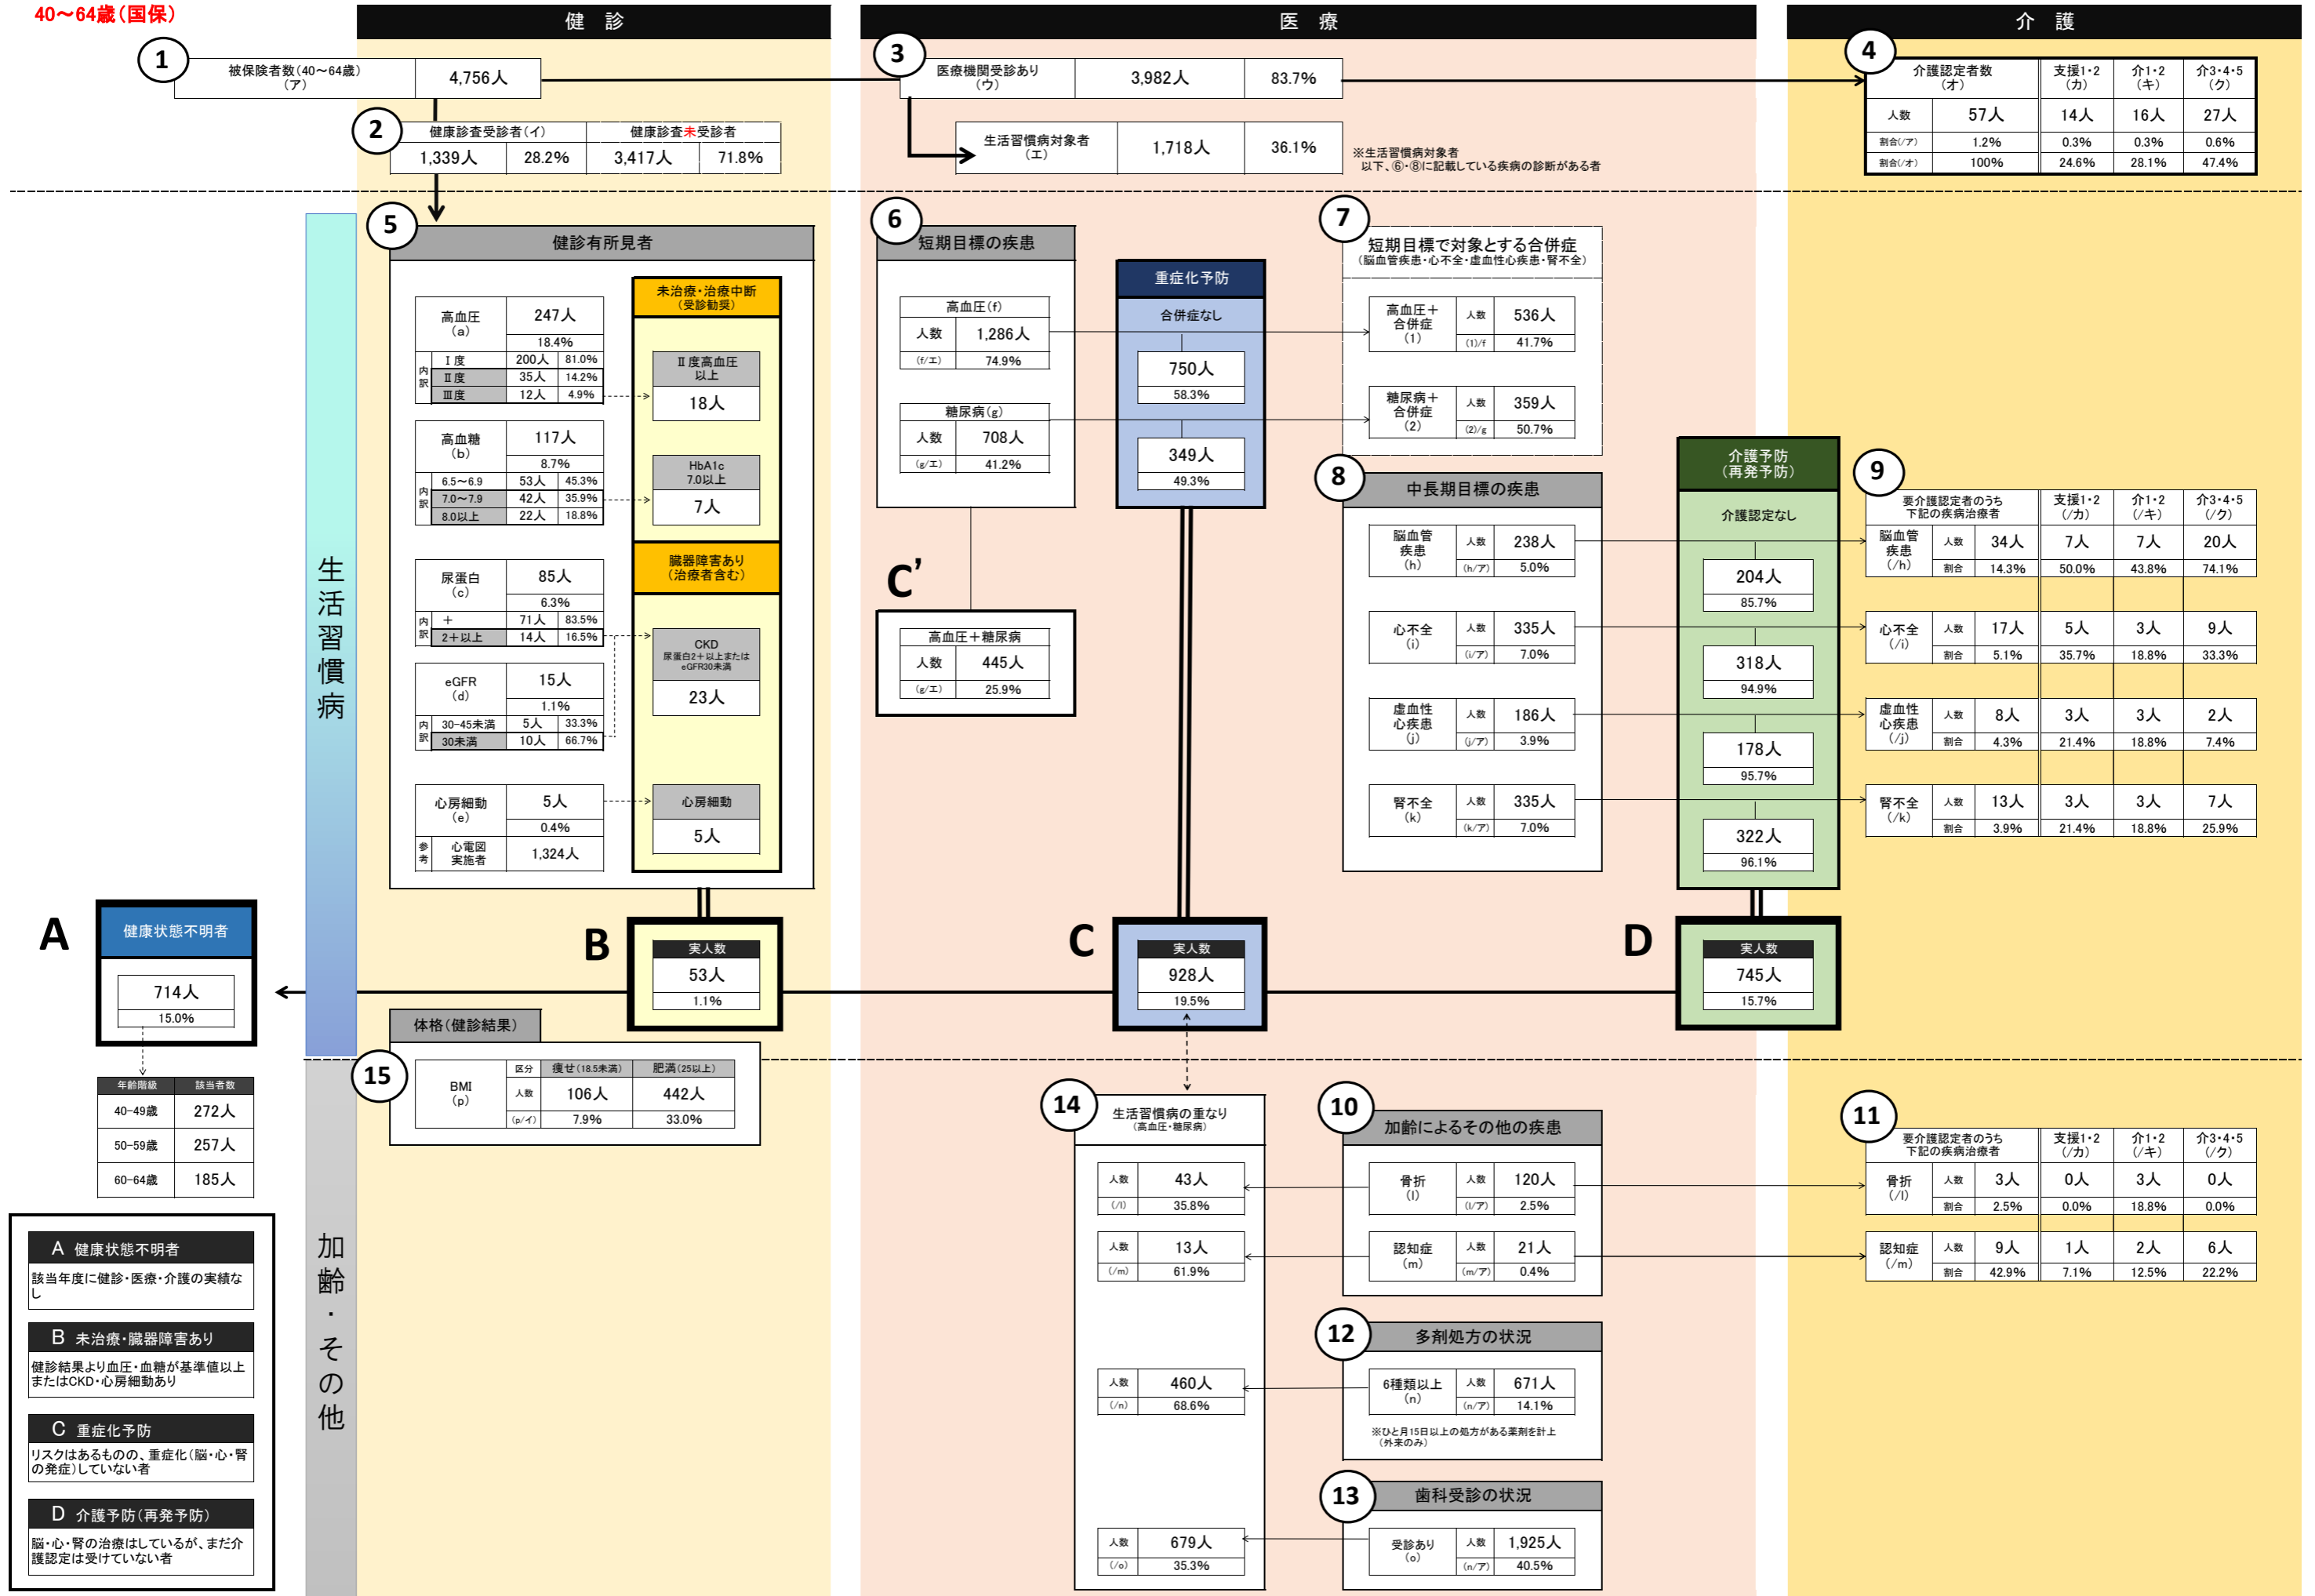 40～64歳(国保)
健 診
医 療
介 護
1
被保険者数(40～64歳)
(ア)
4,756人
2
健康診査受診者(イ)
健康診査未受診者
1,339人
28.2%
3,417人
71.8%
3
医療機関受診あり
(ウ)
3,982人
83.7%
生活習慣病対象者
(エ)
1,718人
36.1%
※生活習慣病対象者
以下、⑥・⑧に記載している疾病の診断がある者
4
介護認定者数
(オ)
支援1・2
(カ)
介1・2
(キ)
介3・4・5
(ク)
人数 57人 14人 16人 27人
割合(/ア) 1.2% 0.3% 0.3% 0.6%
割合(/オ) 100% 24.6% 28.1% 47.4%
生活習慣病
5
健診有所見者
高血圧
(a)
247人
18.4%
内訳
Ⅰ度 200人 81.0%
Ⅱ度 35人 14.2%
Ⅲ度 12人 4.9%
高血糖
(b)
117人
8.7%
内訳
6.5～6.9 53人 45.3%
7.0～7.9 42人 35.9%
8.0以上 22人 18.8%
尿蛋白
(c)
85人
6.3%
内訳
＋ 71人 83.5%
2＋以上 14人 16.5%
eGFR
(d)
15人
1.1%
内訳
30-45未満 5人 33.3%
30未満 10人 66.7%
心房細動
(e)
5人
0.4%
参考
心電図
実施者
1,324人
未治療・治療中断
(受診勧奨)
Ⅱ度高血圧
以上
18人
HbA1c
7.0以上
7人
臓器障害あり
(治療者含む)
CKD
尿蛋白2＋以上または
eGFR30未満
23人
心房細動
5人
6
短期目標の疾患
高血圧(f)
人数 1,286人
(f/エ) 74.9%
糖尿病(g)
人数 708人
(g/エ) 41.2%
C’
高血圧＋糖尿病
人数 445人
(g/エ) 25.9%
重症化予防
合併症なし
750人
58.3%
349人
49.3%
7
短期目標で対象とする合併症
(脳血管疾患・心不全・虚血性心疾患・腎不全)
高血圧＋
合併症
(1)
人数 536人
(1)/f 41.7%
糖尿病＋
合併症
(2)
人数 359人
(2)/g 50.7%
8
中長期目標の疾患
脳血管
疾患
(h)
人数 238人
(h/ア) 5.0%
心不全
(i)
人数 335人
(i/ア) 7.0%
虚血性
心疾患
(j)
人数 186人
(j/ア) 3.9%
腎不全
(k)
人数 335人
(k/ア) 7.0%
介護予防
(再発予防)
介護認定なし
204人
85.7%
318人
94.9%
178人
95.7%
322人
96.1%
9
要介護認定者のうち
下記の疾病治療者
支援1・2
(/カ)
介1・2
(/キ)
介3・4・5
(/ク)
脳血管
疾患
(/h)
人数 34人 7人 7人 20人
割合 14.3% 50.0% 43.8% 74.1%
心不全
(/i)
人数 17人 5人 3人 9人
割合 5.1% 35.7% 18.8% 33.3%
虚血性
心疾患
(/j)
人数 8人 3人 3人 2人
割合 4.3% 21.4% 18.8% 7.4%
腎不全
(/k)
人数 13人 3人 3人 7人
割合 3.9% 21.4% 18.8% 25.9%
A
健康状態不明者
714人
15.0%
年齢階級 該当者数
40-49歳 272人
50-59歳 257人
60-64歳 185人
B
実人数
53人
1.1%
C
実人数
928人
19.5%
D
実人数
745人
15.7%
15
体格(健診結果)
BMI
(p)
区分 痩せ(18.5未満) 肥満(25以上)
人数 106人 442人
(p/イ) 7.9% 33.0%
加齢・その他
14
生活習慣病の重なり
(高血圧・糖尿病)
人数 43人
(/l) 35.8%
人数 13人
(/m) 61.9%
人数 460人
(/n) 68.6%
人数 679人
(/o) 35.3%
10
加齢によるその他の疾患
骨折
(l)
人数 120人
(l/ア) 2.5%
認知症
(m)
人数 21人
(m/ア) 0.4%
12
多剤処方の状況
6種類以上
(n)
人数 671人
(n/ア) 14.1%
※ひと月15日以上の処方がある薬剤を計上
(外来のみ)
13
歯科受診の状況
受診あり
(o)
人数 1,925人
(n/ア) 40.5%
11
要介護認定者のうち
下記の疾病治療者
支援1・2
(/カ)
介1・2
(/キ)
介3・4・5
(/ク)
骨折
(/l)
人数 3人 0人 3人 0人
割合 2.5% 0.0% 18.8% 0.0%
認知症
(/m)
人数 9人 1人 2人 6人
割合 42.9% 7.1% 12.5% 22.2%
A 健康状態不明者
該当年度に健診・医療・介護の実績な
し
B 未治療・臓器障害あり
健診結果より血圧・血糖が基準値以上
またはCKD・心房細動あり
C 重症化予防
リスクはあるものの、重症化(脳・心・腎
の発症)していない者
D 介護予防(再発予防)
脳・心・腎の治療はしているが、まだ介
護認定は受けていない者